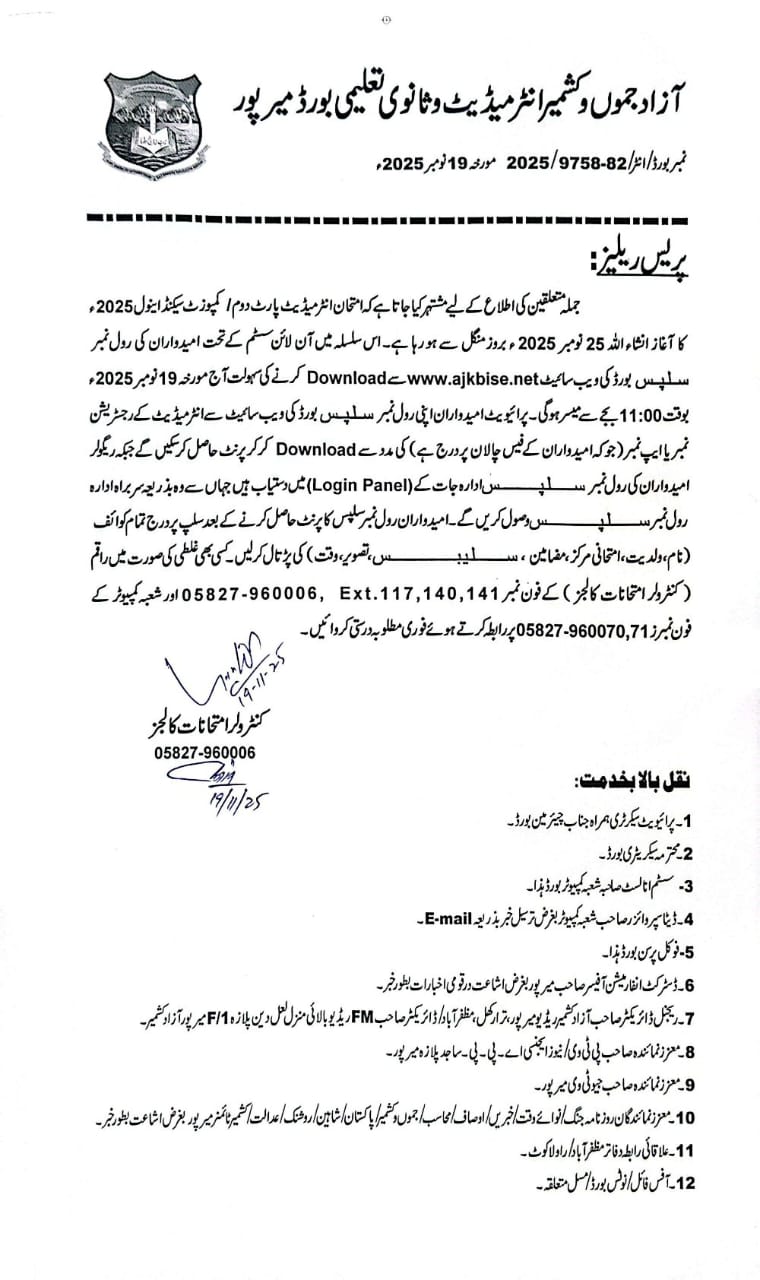 آزاد جموں و کشمیر انٹرمیڈیٹ و ثانوی تعلیمی بورڈ میرپور
نمبر بورڈ/انٹر/82-9758/2025 مورخہ 19 نومبر 2025ء
پریس ریلیز:
جملہ متعلقین کی اطلاع کے لیے مشتہر کیا جاتا ہے کہ امتحان انٹرمیڈیٹ پارٹ دوم/ کمپوزٹ سیکنڈ اینول 2025ء
کا آغاز انشاء اللہ 25 نومبر 2025ء بروز منگل سے ہو رہا ہے۔ اس سلسلہ میں آن لائن سسٹم کے تحت امیدواران کی رول نمبر
سلپس بورڈ کی ویب سائیٹ www.ajkbise.net سے Download کرنے کی سہولت آج مورخہ 19 نومبر 2025ء
بوقت 11:00 بجے سے میسر ہوگی۔ پرائیویٹ امیدواران اپنی رول نمبر سلپس بورڈ کی ویب سائیٹ سے انٹرمیڈیٹ کے رجسٹریشن
نمبر یا ایپ نمبر (جو کہ امیدواران کے فیس چالان پر درج ہے) کی مدد سے Download کر کر پرنٹ حاصل کر سکیں گے جبکہ ریگولر
امیدواران کی رول نمبر سلپس ادارہ جات کے (Login Panel) میں دستیاب ہیں جہاں سے وہ بذریعہ سربراہ ادارہ
رول نمبر سلپس وصول کریں گے۔ امیدواران رول نمبر سلپس کا پرنٹ حاصل کرنے کے بعد سلپ پر درج تمام کوائف
(نام، ولدیت، امتحانی مرکز، مضامین، سلیبس، تصویر، وقت) کی پڑتال کر لیں۔ کسی بھی غلطی کی صورت میں راقم
(کنٹرولر امتحانات کالجز) کے فون نمبر 05827-960006, Ext.117,140,141 اور شعبہ کمپیوٹر کے
فون نمبرز 05827-960070,71 پر رابطہ کرتے ہوئے فوری مطلوبہ درستی کروائیں۔
19-11-25
کنٹرولر امتحانات کالجز
05827-960006
19/11/25
نقل بالا بخدمت:
1۔ پرائیویٹ سیکرٹری ہمراہ جناب چیئرمین بورڈ۔
2۔ محترمہ سیکریٹری بورڈ۔
3- سسٹم انالسٹ صاحبہ شعبہ کمپیوٹر بورڈ ہذا۔
4۔ ڈیٹا سپروائزر صاحب شعبہ کمپیوٹر بغرض ترسیل خبر بذریعہ E-mail۔
5- فوکل پرسن بورڈ ہذا۔
6۔ ڈسٹرکٹ انفارمیشن آفیسر صاحب میرپور بغرض اشاعت در قومی اخبارات بطور خبر۔
7۔ ریجنل ڈائریکٹر صاحب آزاد کشمیر ریڈیو میرپور، تراڑکھل، مظفرآباد/ڈائریکٹر صاحب FM ریڈیو بالائی منزل لعل دین پلازہ F/1 میرپور آزاد کشمیر۔
8۔ معزز نمائندہ صاحب پی ٹی وی/نیوز ایجنسی اے۔ پی۔ پی۔ ساجد پلازہ میرپور۔
9۔ معزز نمائندہ صاحب جیو ٹی وی میرپور۔
10۔ معزز نمائندگان روزنامہ جنگ/نوائے وقت/خبریں/اوصاف/محاسب/جموں و کشمیر/پاکستان/شاہین/روشنک/عدالت/کشمیر ٹائمز میرپور بغرض اشاعت بطور خبر۔
11۔ علاقائی رابطہ دفاتر مظفرآباد/راولاکوٹ۔
12۔ آفس فائل/نوٹس بورڈ/مسل متعلقہ۔